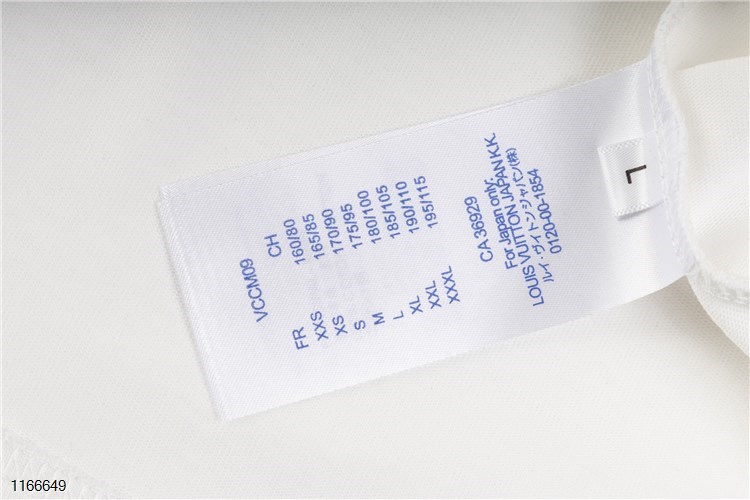 VCCM09
FR CH
XXS 160/80
XS 165/85
S 170/90
M 175/95
L 180/100
XL 185/105
XXL 190/110
XXXL 195/115
CA 36929
For Japan only.
LOUIS VUITTON JAPAN K.K.
ルイ・ヴィトン ジャパン(株)
0120-00-1854
L
1166649